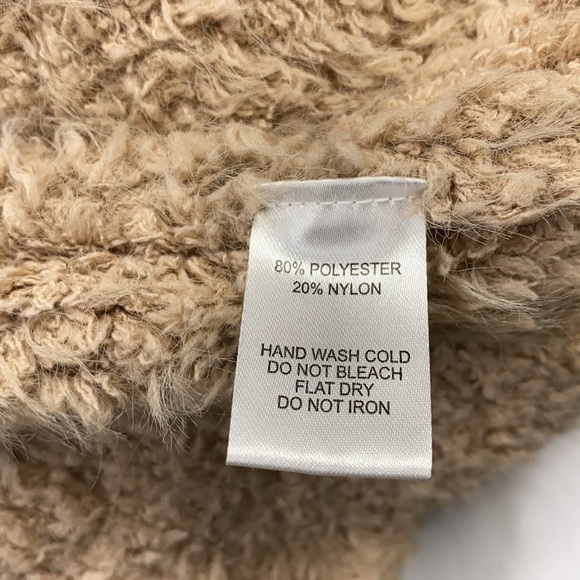 80% POLYESTER
20% NYLON
HAND WASH COLD
DO NOT BLEACH
FLAT DRY
DO NOT IRON